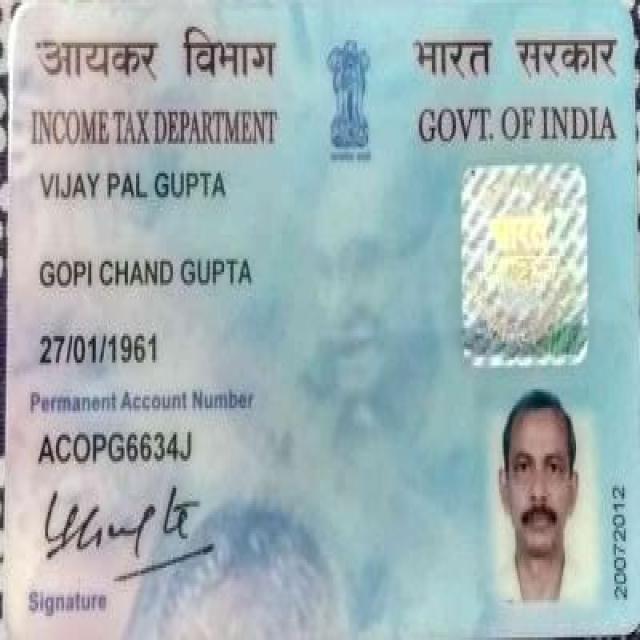 आयकर विभाग
भारत सरकार
INCOME TAX DEPARTMENT
GOVT. OF INDIA
VIJAY PAL GUPTA
GOPI CHAND GUPTA
27/01/1961
Permanent Account Number
ACOPG6634J
Signature
20072012